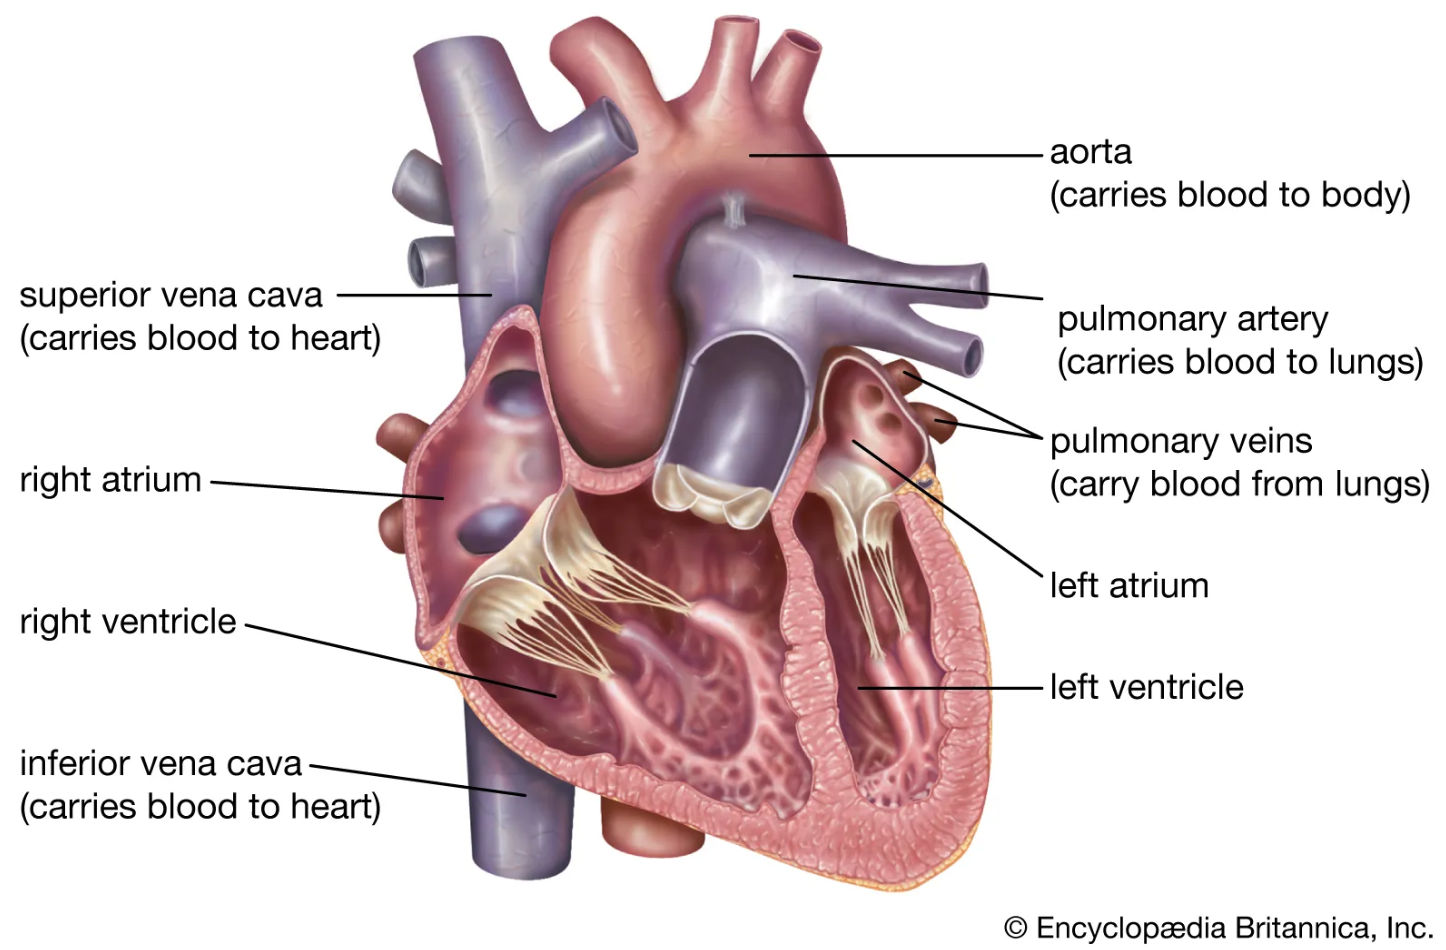 aorta
(carries blood to body)
superior vena cava
(carries blood to heart)
pulmonary artery
(carries blood to lungs)
pulmonary veins
(carry blood from lungs)
right atrium
left atrium
right ventricle
left ventricle
inferior vena cava
(carries blood to heart)
© Encyclopædia Britannica, Inc.